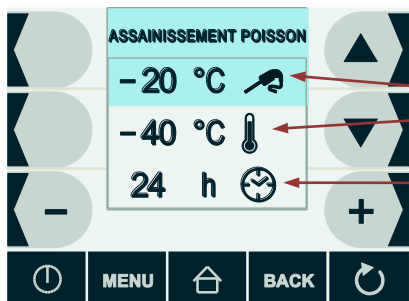 ASSAINISSEMENT POISSON
-20 °C
-40 °C
24 h
- +
MENU BACK